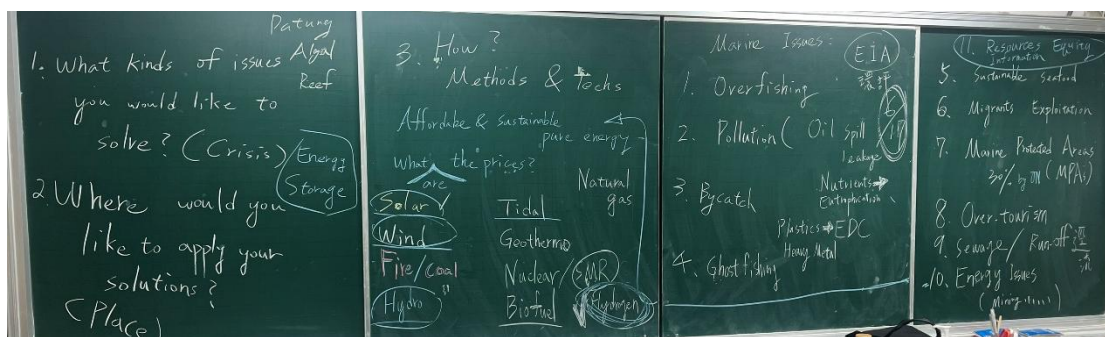 Datung
Algal
Reef
1. What kinds of issues
you would like to
solve? (Crisis)
Energy
Storage
2. Where would you
like to apply your
solutions?
(Place)
3. How?
Methods & Techs
Affordabe & sustainable
pure energy
What are the prices?
Solar
Wind
Fire/coal
Hydro
Tidal
Geothermo
Nuclear/SMR
Biofuel
Natural
gas
Hydrogen
Marine Issues:
EIA
環評
1. Overfishing
2. Pollution (Oil spill
Leakage
Nutrients →
Eutrophication
Plastics → EDC
Heavy Metal
3. Bycatch
4. Ghost fishing
11. Resources Equity
Information
5. Sustainable seafood
6. Migrants Exploitation
7. Marine Protected Areas
30% by (MPAs)
8. Over-tourism
9. Sewage/Run-off
10. Energy Issues
(Mining